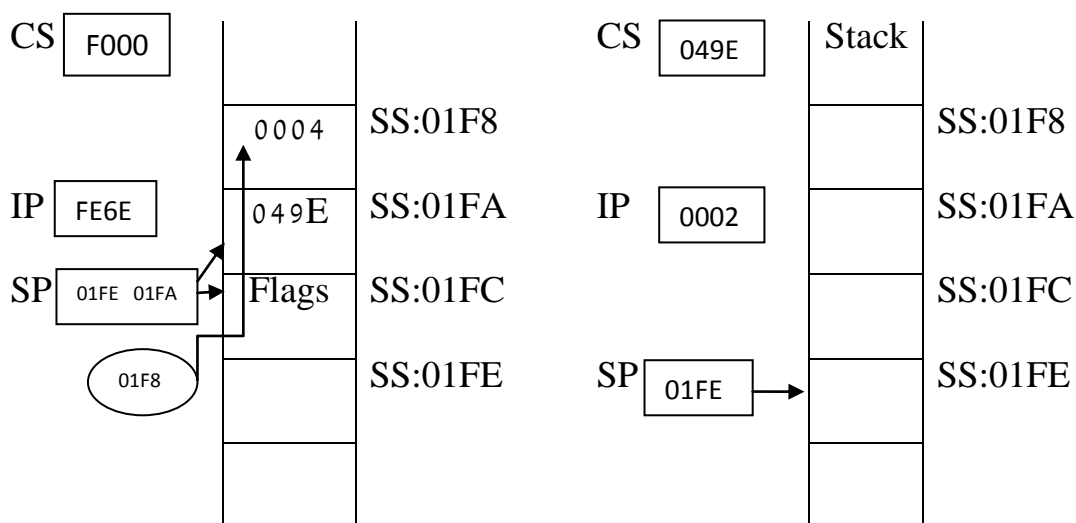 CS F000
0004 SS:01F8
IP FE6E 049E SS:01FA
SP 01FE 01FA Flags SS:01FC
01F8 SS:01FE
CS 049E Stack
SS:01F8
IP 0002 SS:01FA
SS:01FC
SP 01FE SS:01FE